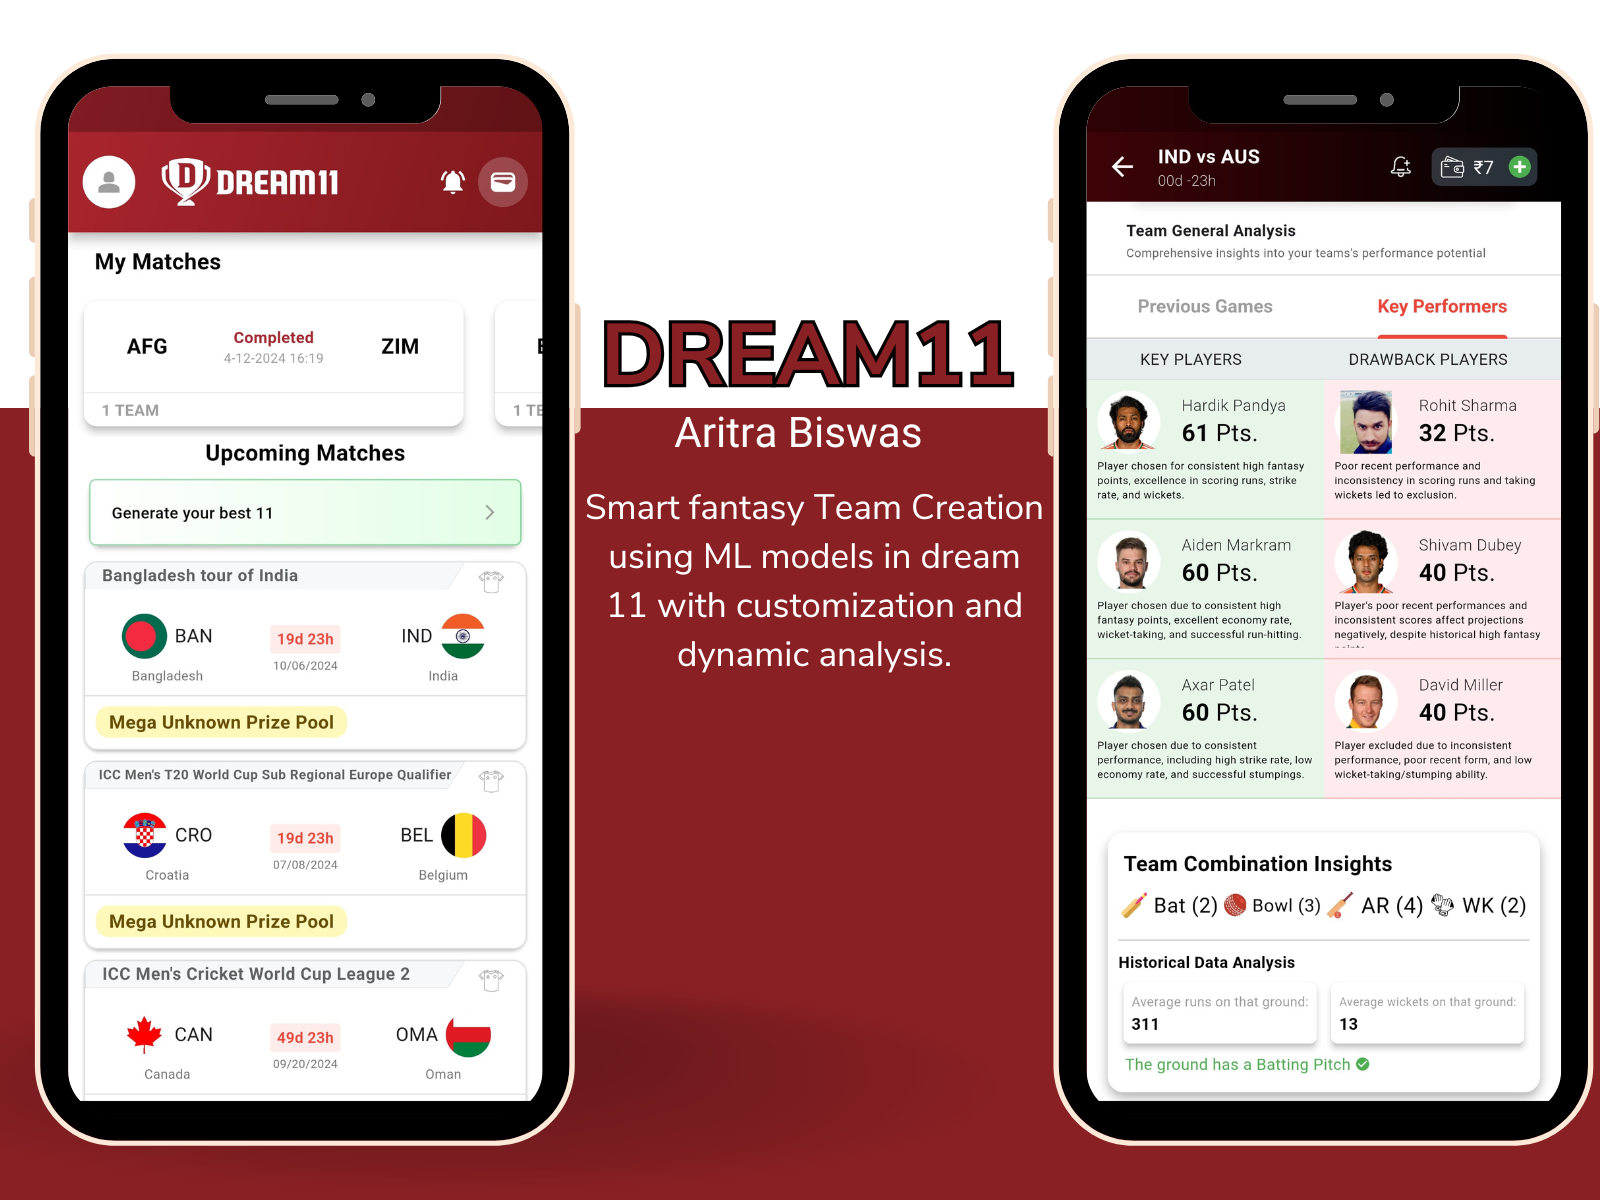 DREAM11
My Matches
AFG
Completed
4-12-2024 16:19
ZIM
1 TEAM
1 TE
Upcoming Matches
Generate your best 11
Bangladesh tour of India
BAN
19d 23h
IND
10/06/2024
Bangladesh
India
Mega Unknown Prize Pool
ICC Men's T20 World Cup Sub Regional Europe Qualifier
CRO
19d 23h
BEL
07/08/2024
Croatia
Belgium
Mega Unknown Prize Pool
ICC Men's Cricket World Cup League 2
CAN
49d 23h
OMA
09/20/2024
Canada
Oman
DREAM11
Aritra Biswas
Smart fantasy Team Creation
using ML models in dream
11 with customization and
dynamic analysis.
IND vs AUS
00d -23h
₹7
Team General Analysis
Comprehensive insights into your teams's performance potential
Previous Games
Key Performers
KEY PLAYERS
DRAWBACK PLAYERS
Hardik Pandya
61 Pts.
Player chosen for consistent high fantasy
points, excellence in scoring runs, strike
rate, and wickets.
Rohit Sharma
32 Pts.
Poor recent performance and
inconsistency in scoring runs and taking
wickets led to exclusion.
Aiden Markram
60 Pts.
Player chosen due to consistent high
fantasy points, excellent economy rate,
wicket-taking, and successful run-hitting.
Shivam Dubey
40 Pts.
Player's poor recent performances and
inconsistent scores affect projections
negatively, despite historical high fantasy
Axar Patel
60 Pts.
Player chosen due to consistent
performance, including high strike rate, low
economy rate, and successful stumpings.
David Miller
40 Pts.
Player excluded due to inconsistent
performance, poor recent form, and low
wicket-taking/stumping ability.
Team Combination Insights
Bat (2)
Bowl (3)
AR (4)
WK (2)
Historical Data Analysis
Average runs on that ground:
311
Average wickets on that ground:
13
The ground has a Batting Pitch